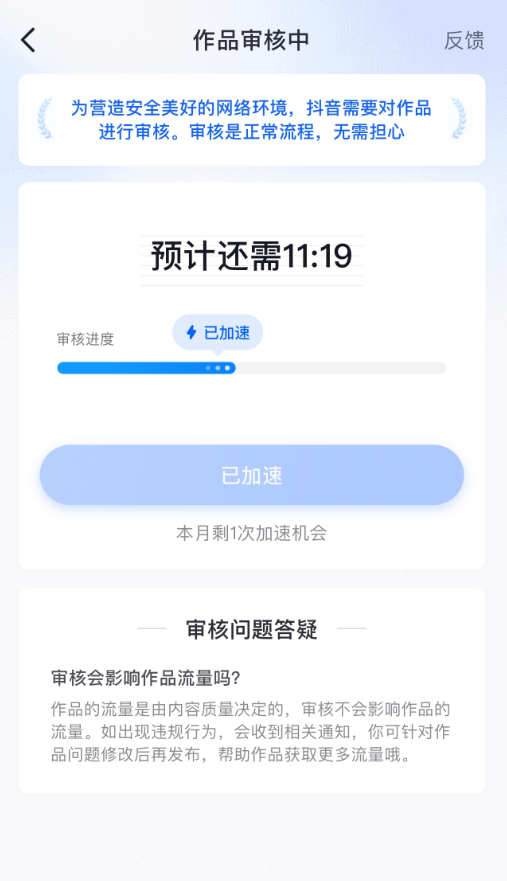 作品审核中
反馈
为营造安全美好的网络环境，抖音需要对作品
进行审核。审核是正常流程，无需担心
预计还需11:19
已加速
审核进度
已加速
本月剩1次加速机会
审核问题答疑
审核会影响作品流量吗?
作品的流量是由内容质量决定的，审核不会影响作品的
流量。如出现违规行为，会收到相关通知，你可针对作
品问题修改后再发布，帮助作品获取更多流量哦。